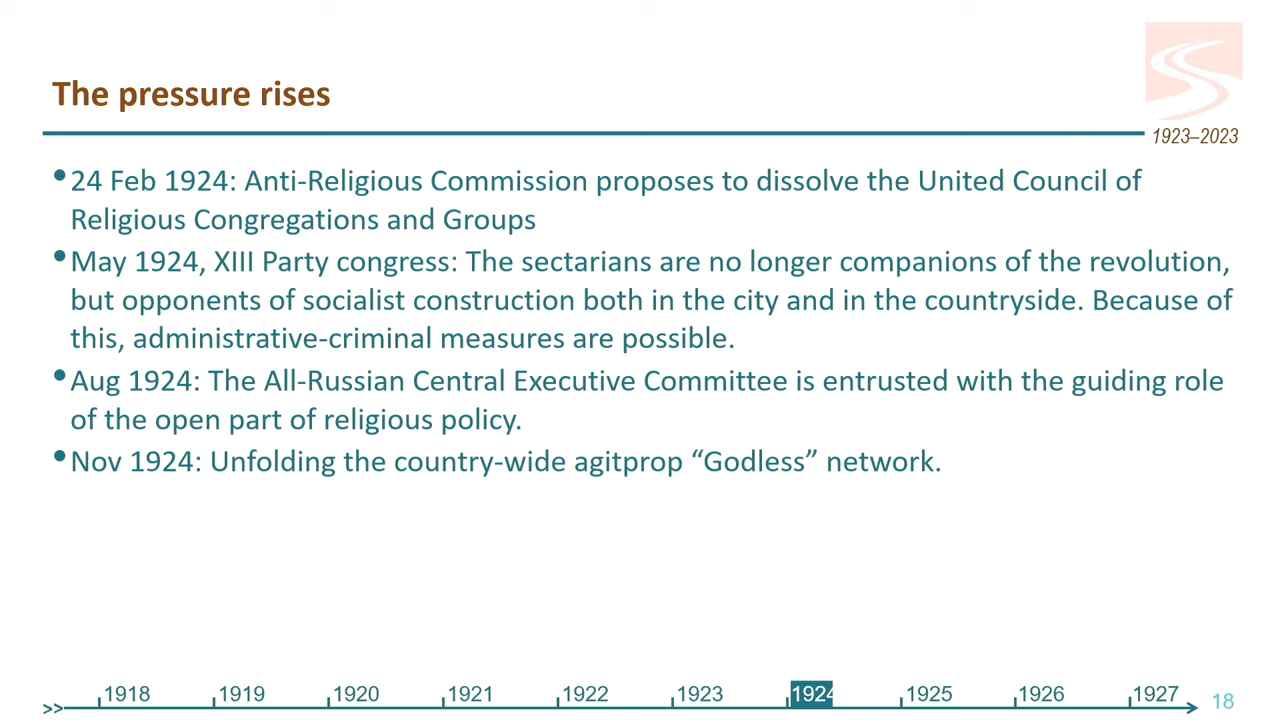 The pressure rises
1923–2023
•24 Feb 1924: Anti-Religious Commission proposes to dissolve the United Council of
Religious Congregations and Groups
•May 1924, XIII Party congress: The sectarians are no longer companions of the revolution,
but opponents of socialist construction both in the city and in the countryside. Because of
this, administrative-criminal measures are possible.
•Aug 1924: The All-Russian Central Executive Committee is entrusted with the guiding role
of the open part of religious policy.
•Nov 1924: Unfolding the country-wide agitprop “Godless” network.
>> 1918 1919 1920 1921 1922 1923 1924 1925 1926 1927 18